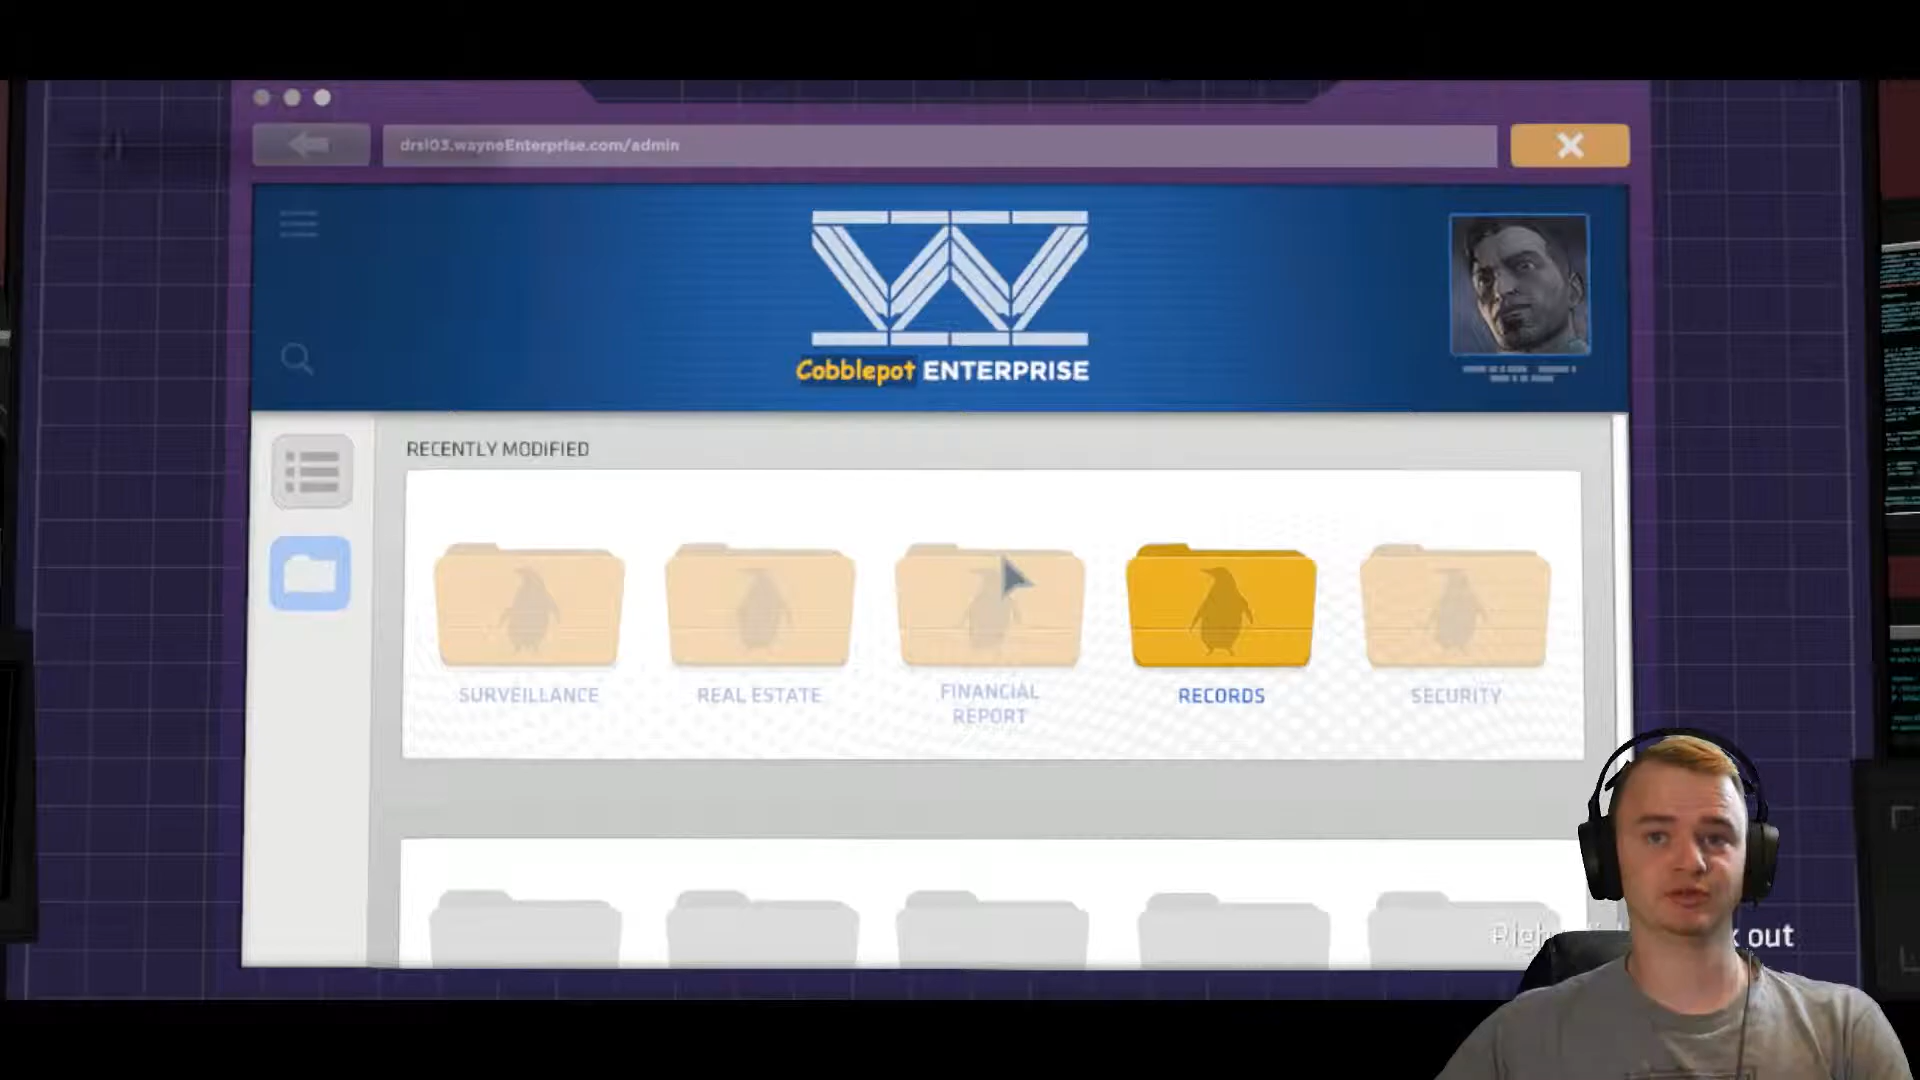 drsl03.wayneEnterprise.com/admin
Cobblepot ENTERPRISE
RECENTLY MODIFIED
SURVEILLANCE
REAL ESTATE
FINANCIAL
REPORT
RECORDS
SECURITY
out